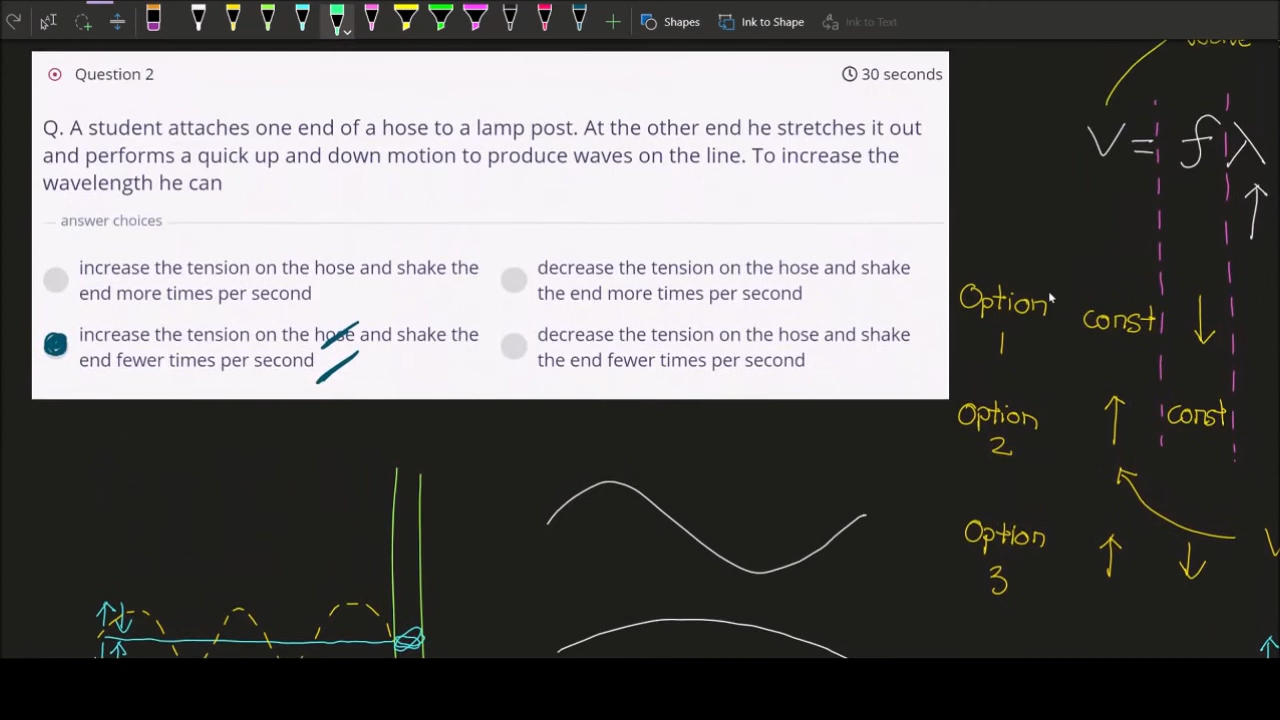 Shapes
Ink to Shape
Ink to Text
Question 2
30 seconds
Q. A student attaches one end of a hose to a lamp post. At the other end he stretches it out
and performs a quick up and down motion to produce waves on the line. To increase the
wavelength he can
answer choices
increase the tension on the hose and shake the
end more times per second
decrease the tension on the hose and shake
the end more times per second
increase the tension on the hose and shake the
end fewer times per second
decrease the tension on the hose and shake
the end fewer times per second
V = f λ
↑
Option
1
const ↓
Option
2
↑ const
Option
3
↑ ↓